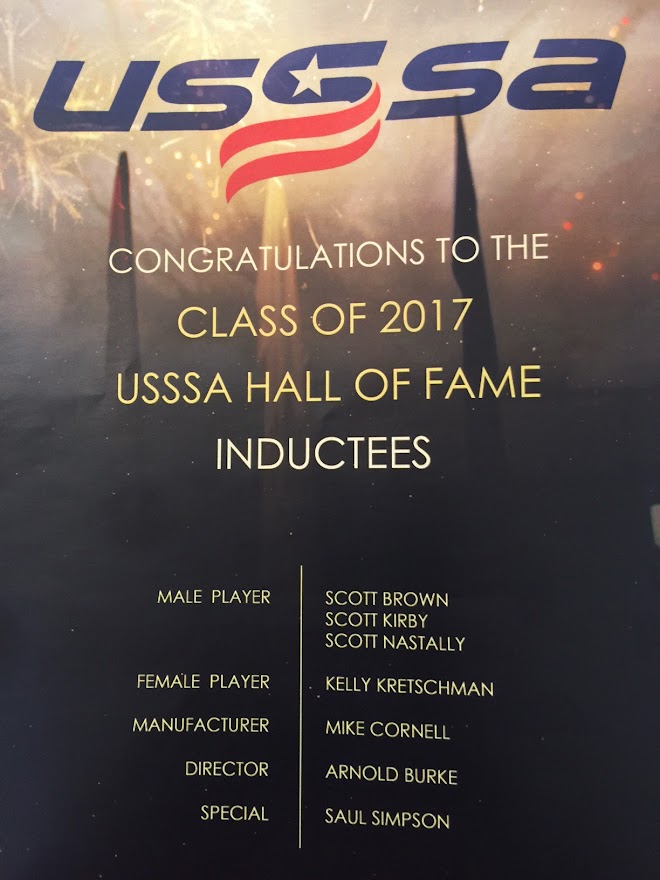 usssa
CONGRATULATIONS TO THE
CLASS OF 2017
USSSA HALL OF FAME
INDUCTEES
MALE PLAYER SCOTT BROWN
SCOTT KIRBY
SCOTT NASTALLY
FEMALE PLAYER KELLY KRETSCHMAN
MANUFACTURER MIKE CORNELL
DIRECTOR ARNOLD BURKE
SPECIAL SAUL SIMPSON